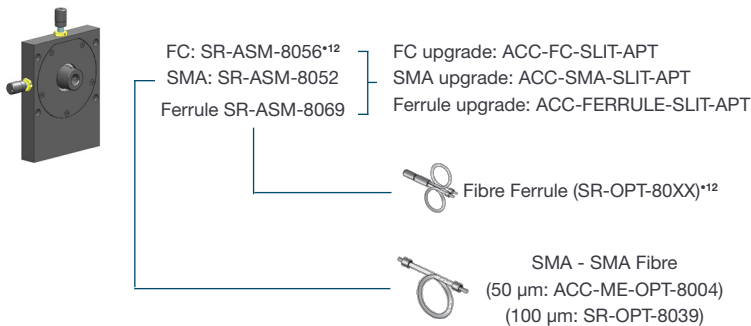 FC: SR-ASM-8056•¹²
SMA: SR-ASM-8052
Ferrule SR-ASM-8069
FC upgrade: ACC-FC-SLIT-APT
SMA upgrade: ACC-SMA-SLIT-APT
Ferrule upgrade: ACC-FERRULE-SLIT-APT
Fibre Ferrule (SR-OPT-80XX)•¹²
SMA - SMA Fibre
(50 µm: ACC-ME-OPT-8004)
(100 µm: SR-OPT-8039)